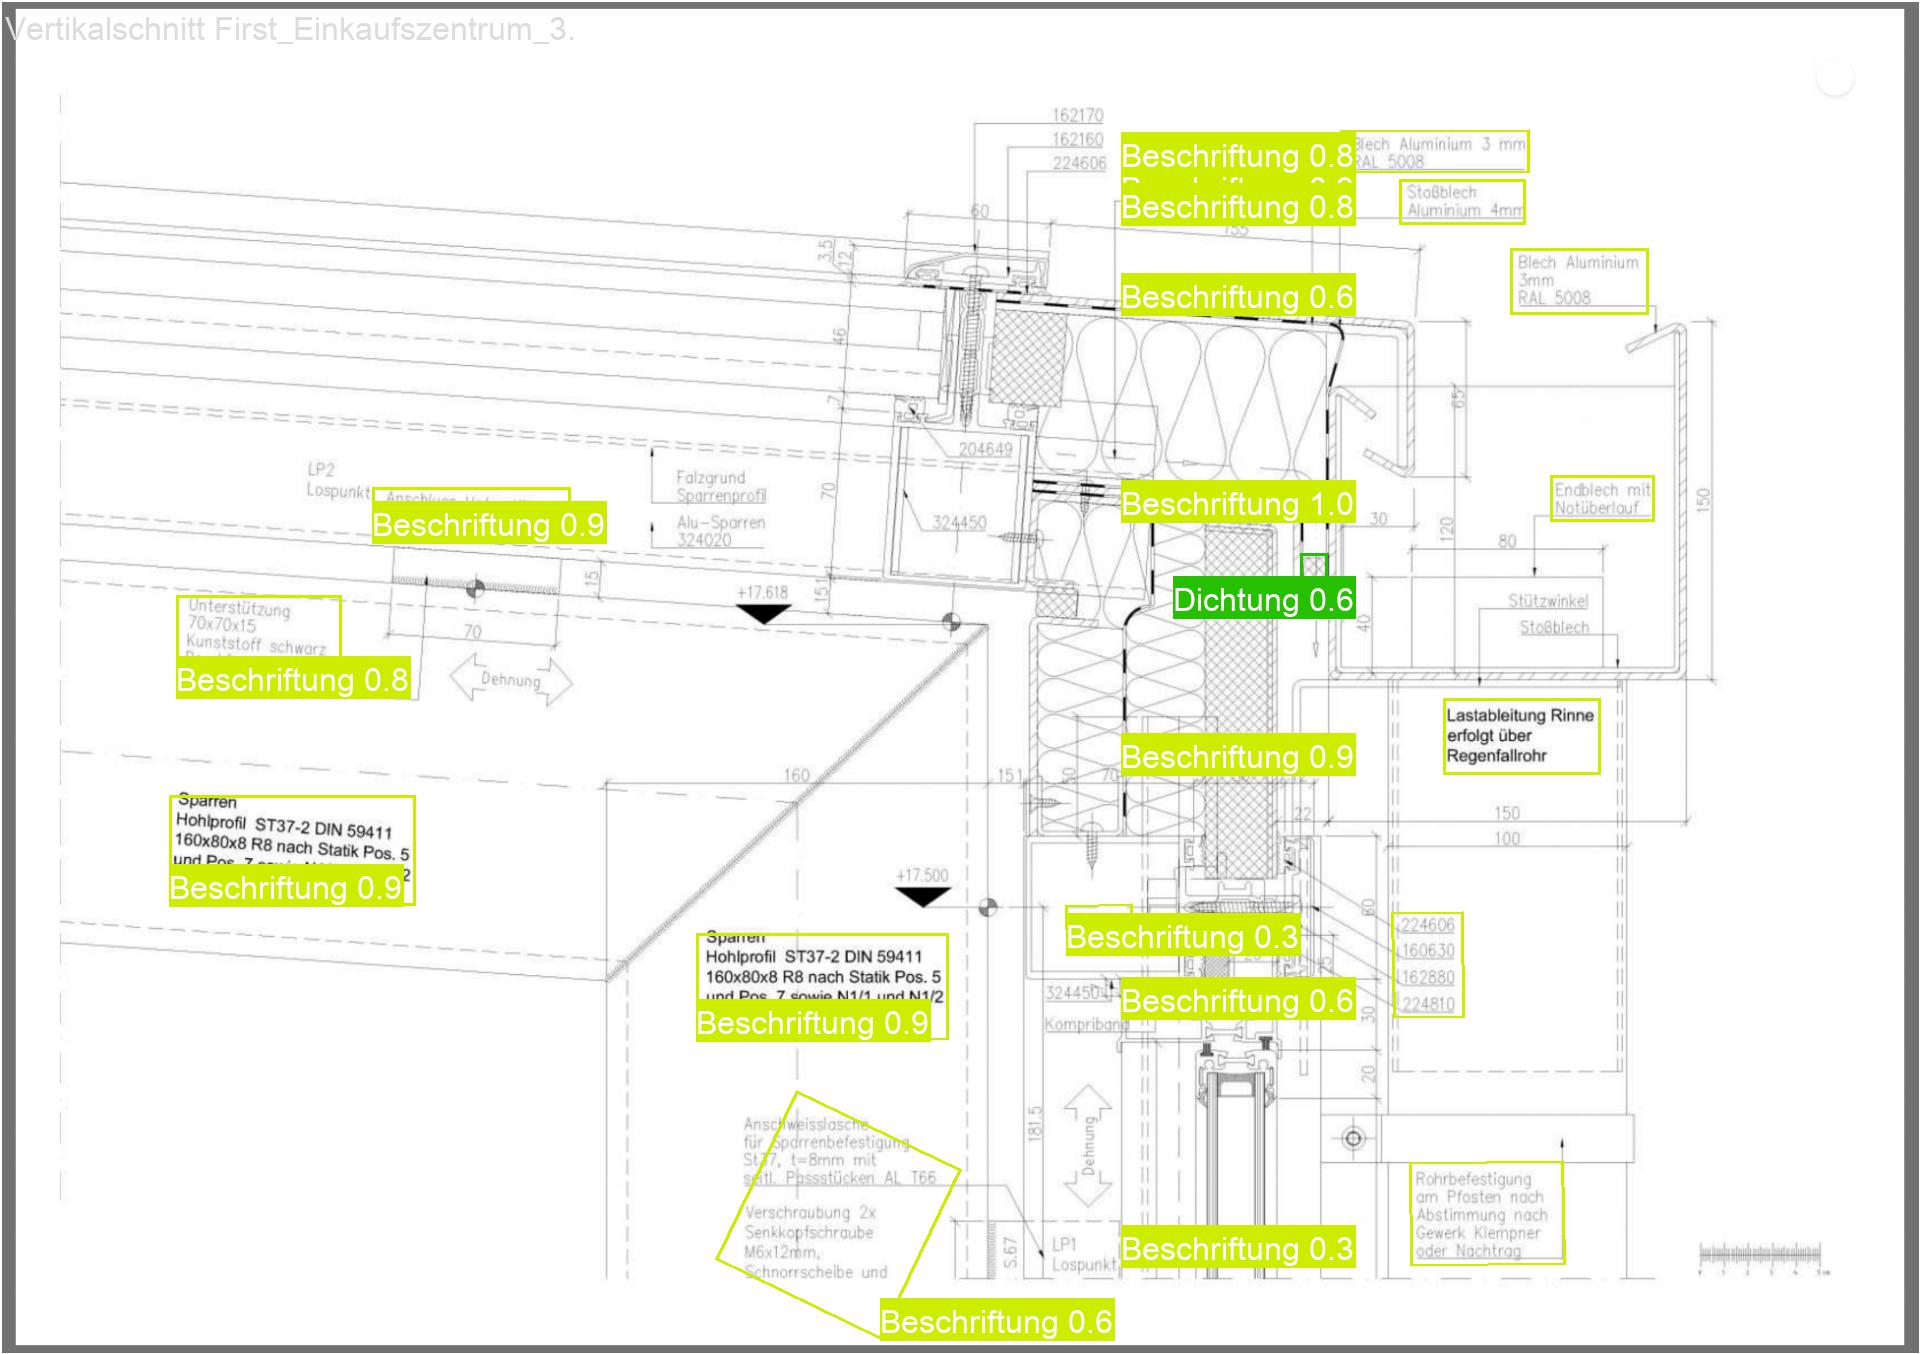 Vertikalschnitt First_Einkaufszentrum_3.
162170
162160
224606
Beschriftung 0.8
Blech Aluminium 3 mm
RAL 5008
Beschriftung 0.8
Stoßblech
Aluminium 4mm
60
155
3,5
12
Blech Aluminium
3mm
RAL 5008
Beschriftung 0.6
46
7
65
204649
LP2
Lospunkt
Falzgrund
Sparrenprofil
70
Beschriftung 0.9
Alu-Sparren
324020
324450
Beschriftung 1.0
30
120
Endblech mit
Notüberlauf
150
80
15
151
+17.618
Dichtung 0.6
Unterstützung
70x70x15
Kunststoff schwarz
70
Stützwinkel
Stoßblech
40
Beschriftung 0.8
Dehnung
Lastableitung Rinne
erfolgt über
Regenfallrohr
Beschriftung 0.9
160
151
70
22
150
100
Sparren
Hohlprofil ST37-2 DIN 59411
160x80x8 R8 nach Statik Pos. 5
und Pos. 7
Beschriftung 0.9
+17.500
Sparren
Hohlprofil ST37-2 DIN 59411
160x80x8 R8 nach Statik Pos. 5
und Pos. 7 sowie N1/1 und N1/2
Beschriftung 0.9
Beschriftung 0.3
25
224606
160630
162880
224810
324450
Kompriband
Beschriftung 0.6
30
20
181.5
Dehnung
Anschweisslasche
für Sparrenbefestigung
St37, t=8mm mit
seitl. Passstücken AL T66
Verschraubung 2x
Senkkopfschraube
M6x12mm,
Schnorrscheibe und
S.67
LP1
Lospunkt
Beschriftung 0.3
Rohrbefestigung
am Pfosten nach
Abstimmung nach
Gewerk Klempner
oder Nachtrag
Beschriftung 0.6